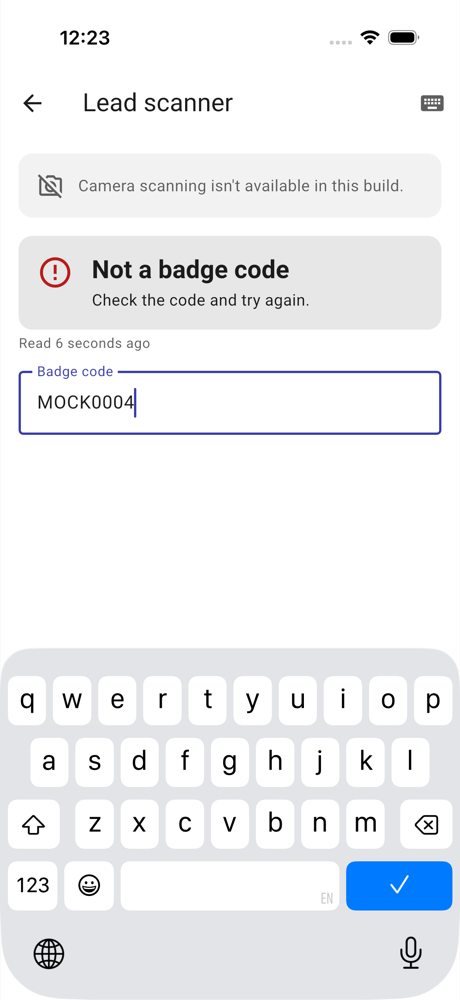 12:23
Lead scanner
Camera scanning isn't available in this build.
Not a badge code
Check the code and try again.
Read 6 seconds ago
Badge code
MOCK0004
q w e r t y u i o p
a s d f g h j k l
z x c v b n m
123
EN